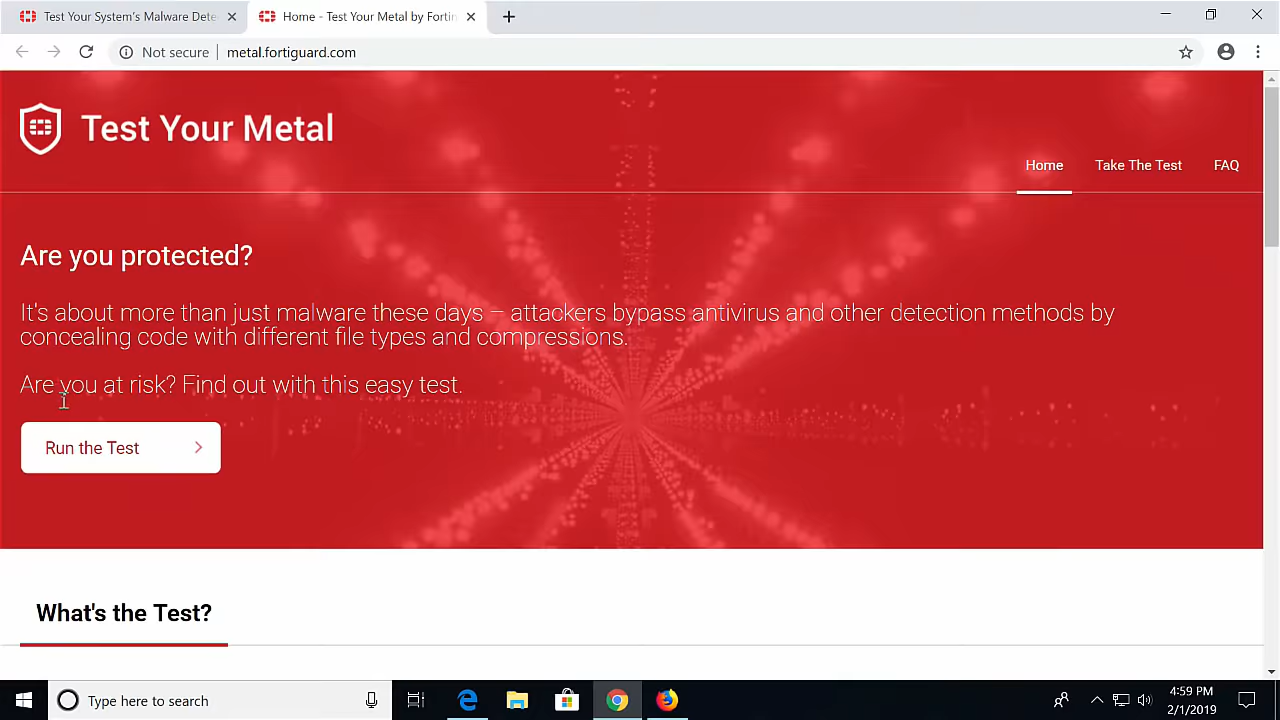 Test Your System's Malware Dete
Home - Test Your Metal by Fortin
Not secure
metal.fortiguard.com
Test Your Metal
Home
Take The Test
FAQ
Are you protected?
It's about more than just malware these days – attackers bypass antivirus and other detection methods by
concealing code with different file types and compressions.
Are you at risk? Find out with this easy test.
Run the Test
What's the Test?
Type here to search
4:59 PM
2/1/2019